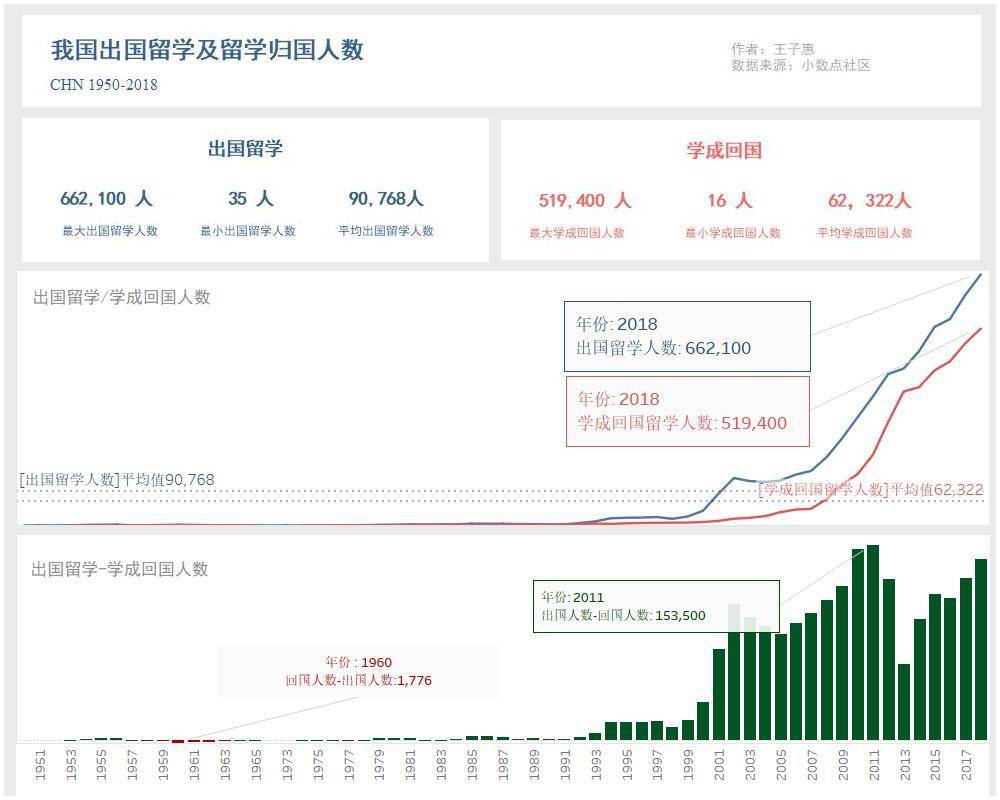 我国出国留学及留学归国人数
CHN 1950-2018
作者：王子惠
数据来源：小数点社区
出国留学
662,100 人
35 人
90,768人
最大出国留学人数
最小出国留学人数
平均出国留学人数
学成回国
519,400 人
16 人
62，322人
最大学成回国人数
最小学成回国人数
平均学成回国人数
出国留学/学成回国人数
年份: 2018
出国留学人数: 662,100
年份: 2018
学成回国留学人数: 519,400
[出国留学人数]平均值90,768
[学成回国留学人数]平均值62,322
出国留学-学成回国人数
年份: 2011
出国人数-回国人数: 153,500
年份 : 1960
回国人数-出国人数:1,776
1951
1953
1955
1957
1959
1961
1963
1965
1973
1975
1977
1979
1981
1983
1985
1987
1989
1991
1993
1995
1997
1999
2001
2003
2005
2007
2009
2011
2013
2015
2017